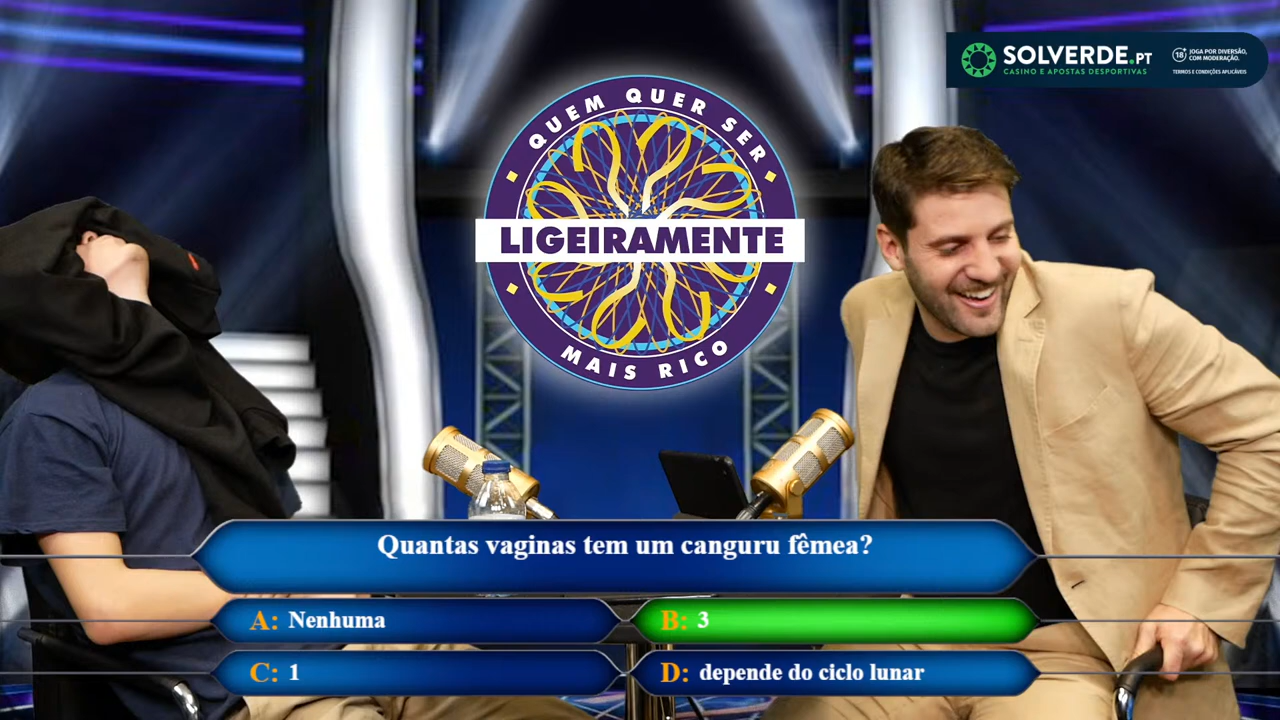 SOLVERDE.PT
CASINO E APOSTAS DESPORTIVAS
18+
JOGA POR DIVERSÃO,
COM MODERAÇÃO.
TERMOS E CONDIÇÕES APLICÁVEIS
QUEM QUER SER
LIGEIRAMENTE
MAIS RICO
Quantas vaginas tem um canguru fêmea?
A: Nenhuma
B: 3
C: 1
D: depende do ciclo lunar